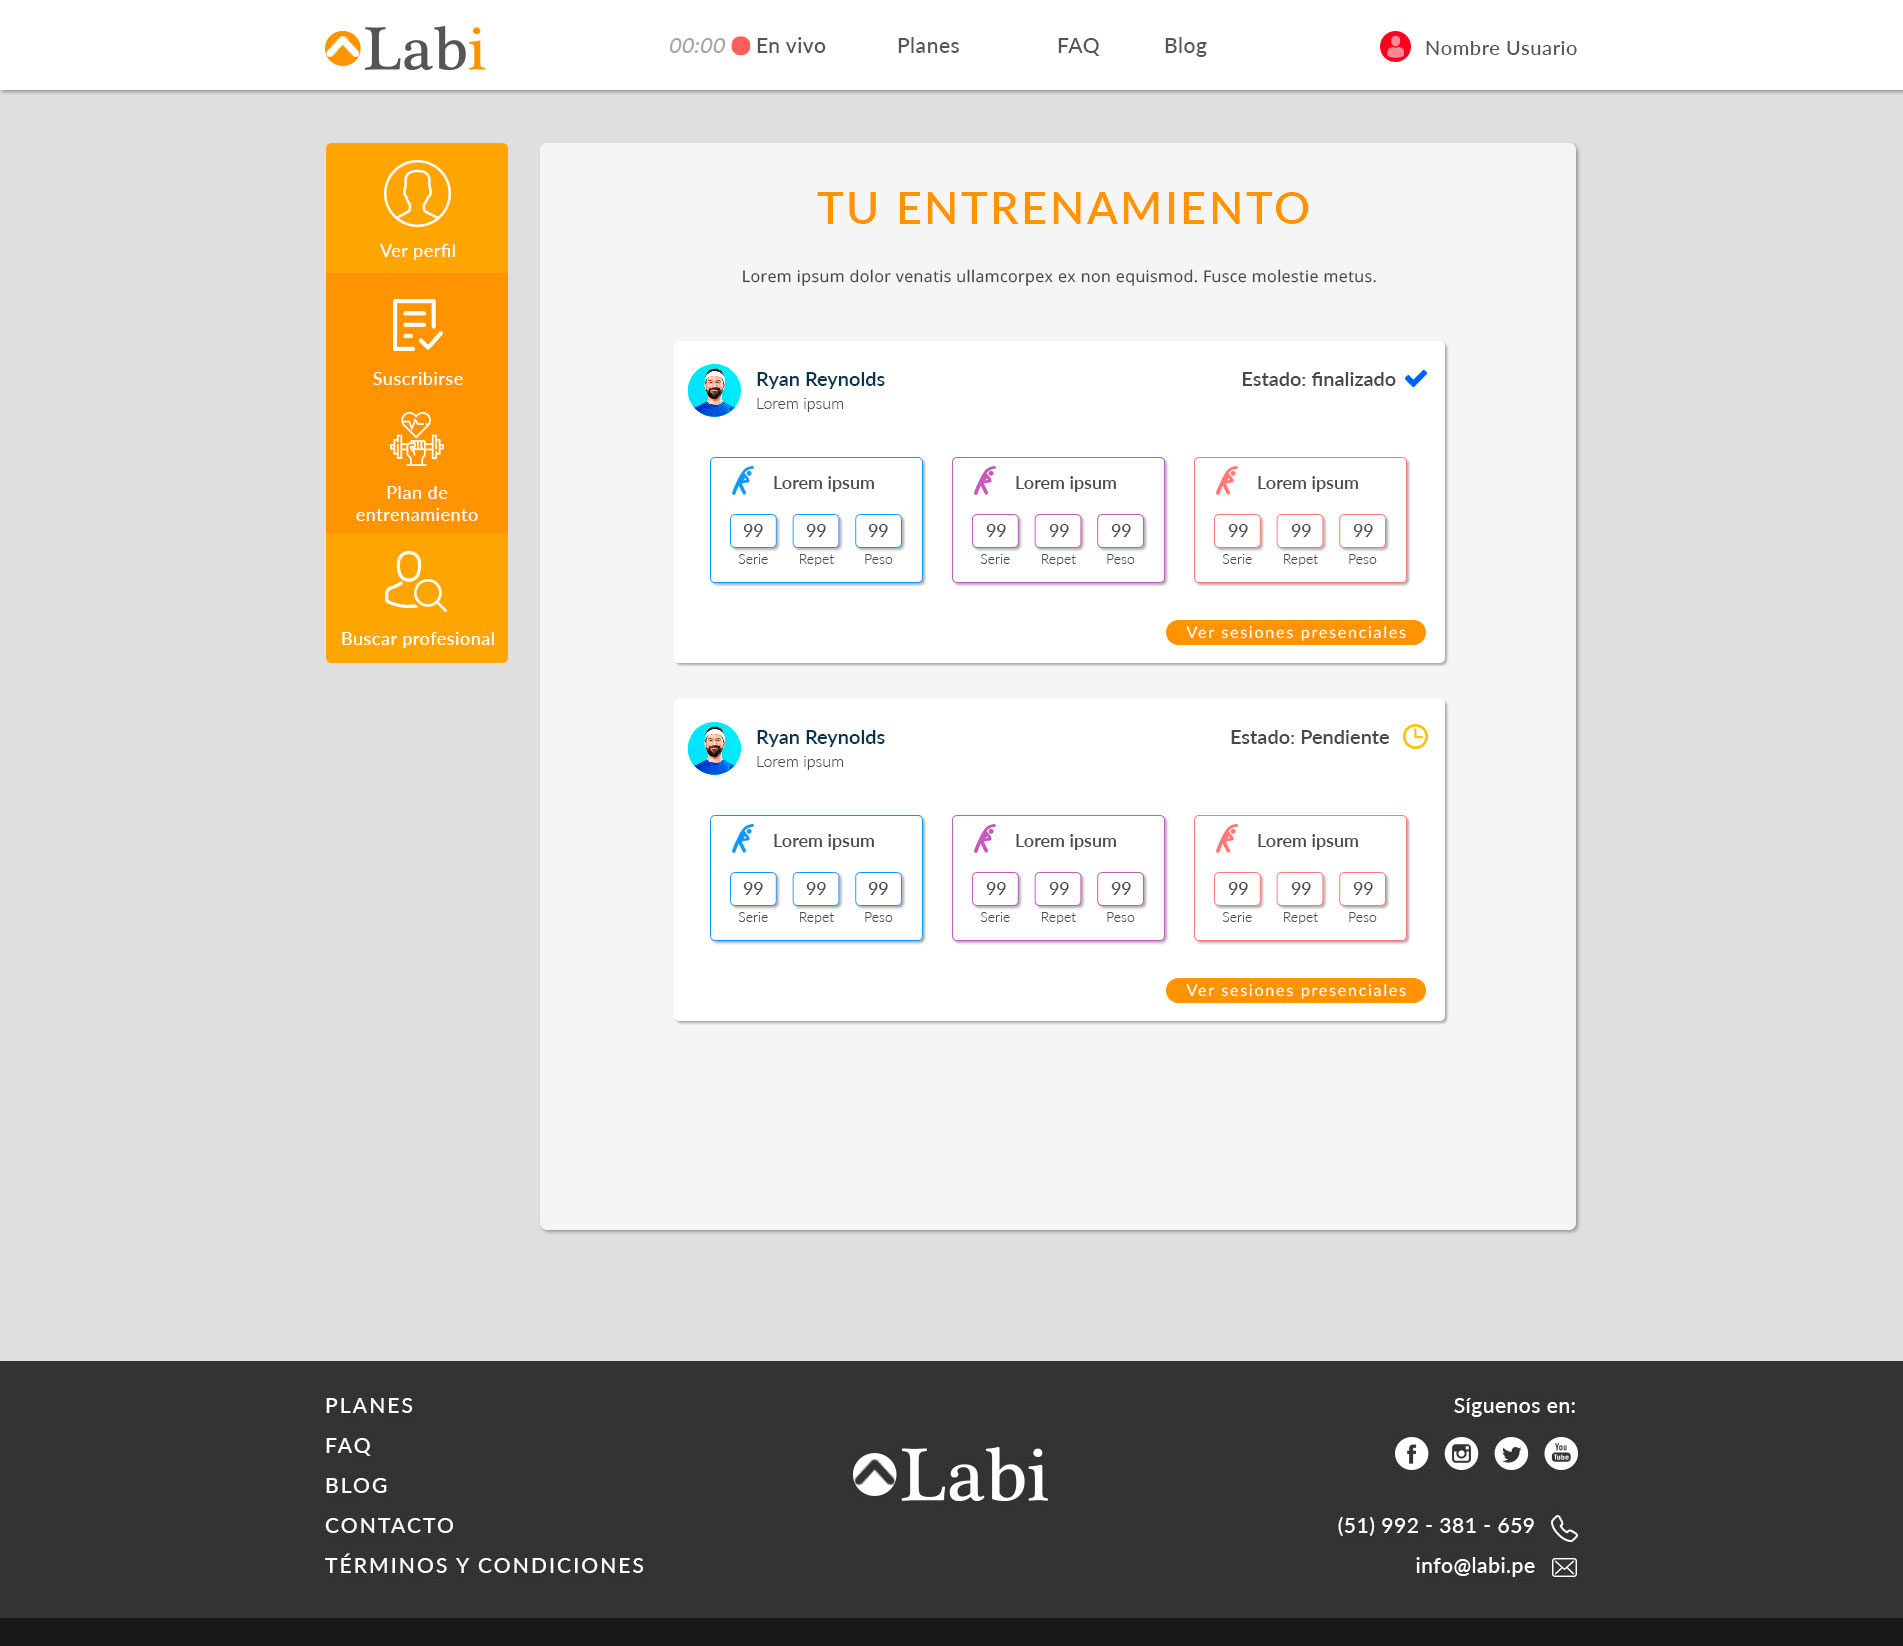 Labi
00:00 En vivo
Planes
FAQ
Blog
Nombre Usuario
Ver perfil
Suscribirse
Plan de
entrenamiento
Buscar profesional
TU ENTRENAMIENTO
Lorem ipsum dolor venatis ullamcorpex ex non equismod. Fusce molestie metus.
Ryan Reynolds
Lorem ipsum
Estado: finalizado
Lorem ipsum
99 99 99
Serie Repet Peso
Lorem ipsum
99 99 99
Serie Repet Peso
Lorem ipsum
99 99 99
Serie Repet Peso
Ver sesiones presenciales
Ryan Reynolds
Lorem ipsum
Estado: Pendiente
Lorem ipsum
99 99 99
Serie Repet Peso
Lorem ipsum
99 99 99
Serie Repet Peso
Lorem ipsum
99 99 99
Serie Repet Peso
Ver sesiones presenciales
PLANES
FAQ
BLOG
CONTACTO
TÉRMINOS Y CONDICIONES
Labi
Síguenos en:
You
Tube
(51) 992 - 381 - 659
info@labi.pe